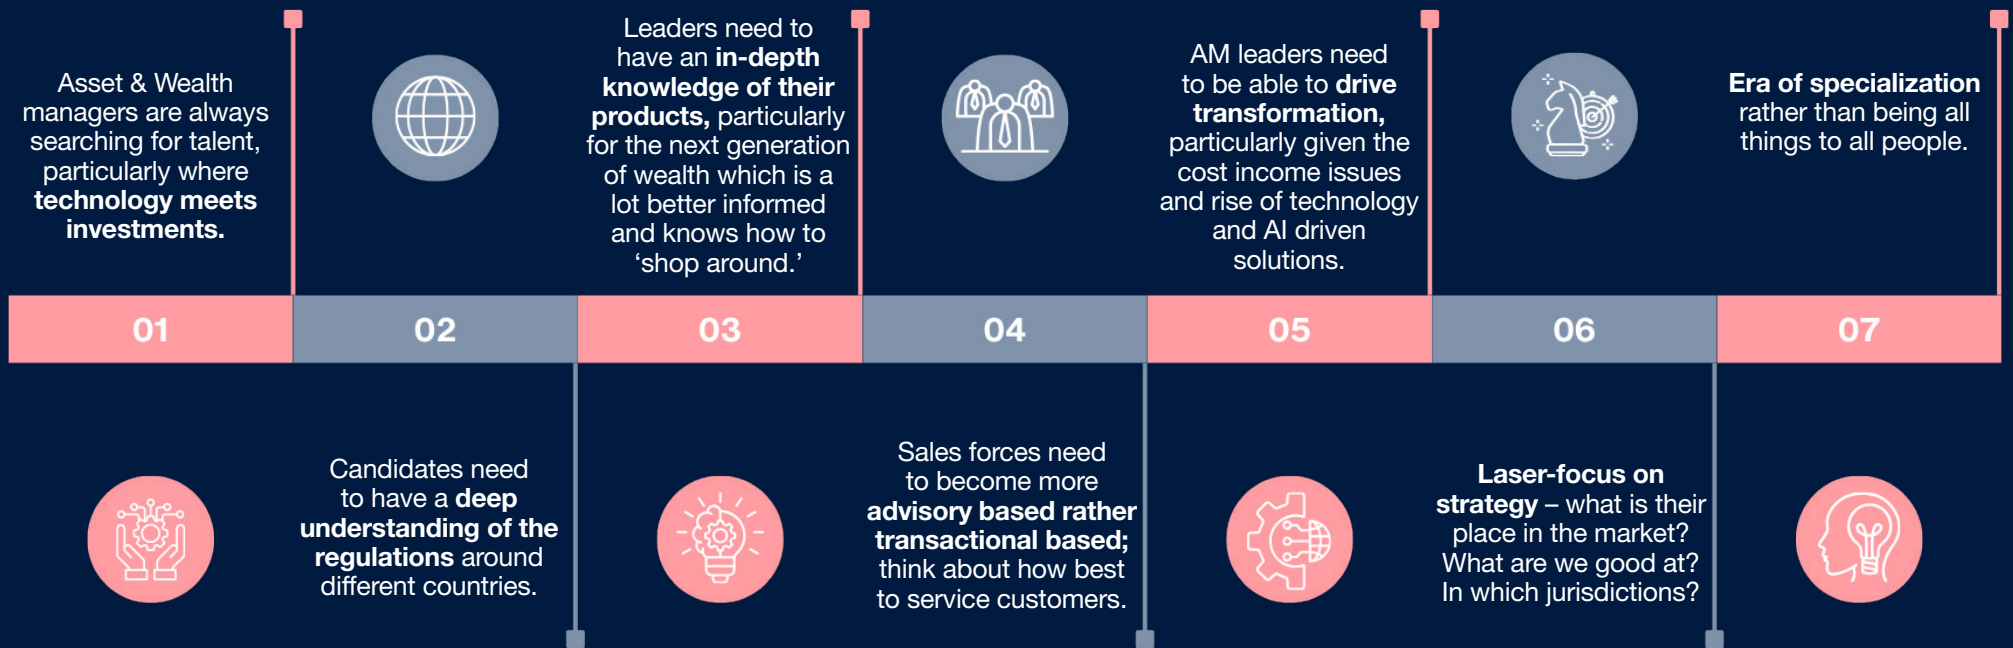 Asset & Wealth
managers are always
searching for talent,
particularly where
technology meets
investments.
01
02
Candidates need
to have a deep
understanding of the
regulations around
different countries.
Leaders need to
have an in-depth
knowledge of their
products, particularly
for the next generation
of wealth which is a
lot better informed
and knows how to
‘shop around.’
03
04
Sales forces need
to become more
advisory based rather
transactional based;
think about how best
to service customers.
AM leaders need
to be able to drive
transformation,
particularly given the
cost income issues
and rise of technology
and AI driven
solutions.
05
06
Laser-focus on
strategy – what is their
place in the market?
What are we good at?
In which jurisdictions?
Era of specialization
rather than being all
things to all people.
07